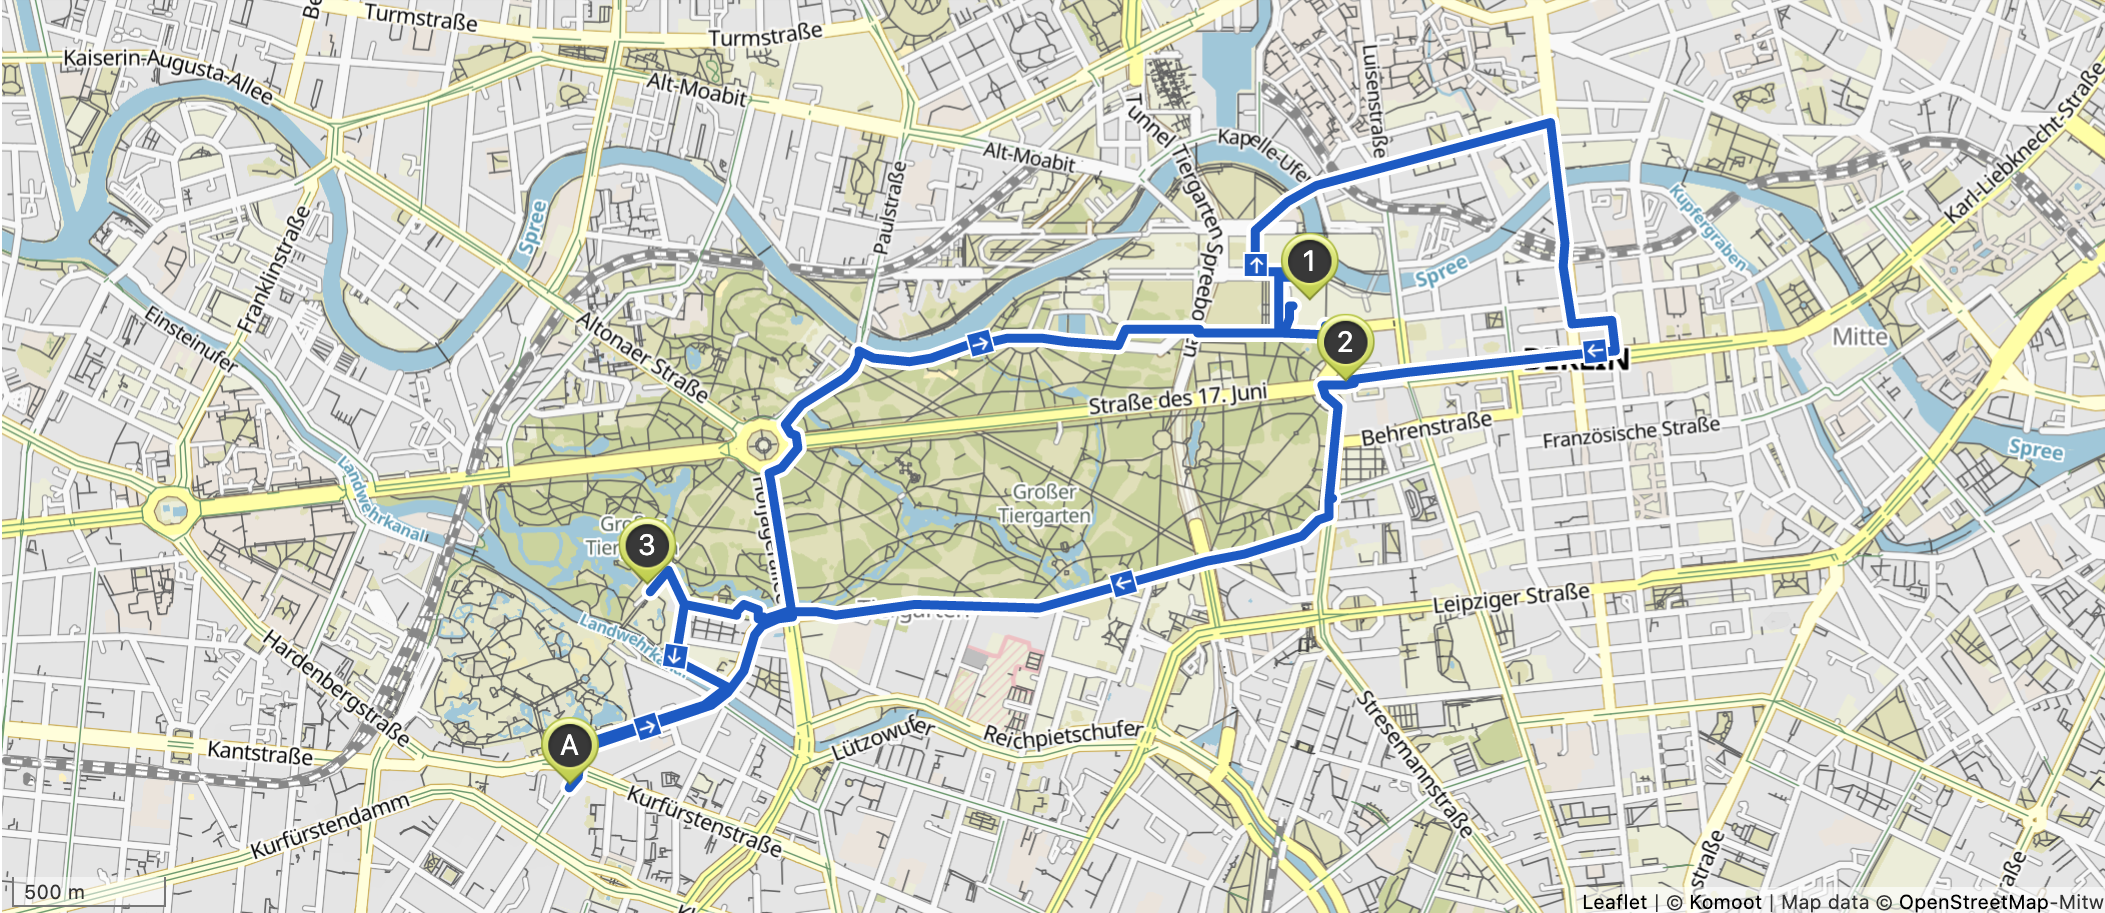 Turmstraße
Turmstraße
Kaiserin-Augusta-Allee
Alt-Moabit
Luisenstraße
Tunnel Tiergarten Spreebogen
Kapelle-Ufer
Alt-Moabit
Karl-Liebknecht-Straße
Paulstraße
Spree
Kupfergraben
Franklinstraße
Spree
1
Einsteinufer
Altonaer Straße
2
Mitte
BERLIN
Straße des 17. Juni
Behrenstraße
Französische Straße
Spree
Landwehrkanal
Hofjägerallee
Großer
Tiergarten
Großer
Tiergarten
3
Leipziger Straße
Tiergarten
Landwehrkanal
Hardenbergstraße
A
Kantstraße
Lützowufer
Reichpietschufer
Stresemannstraße
Kurfürstendamm
Kurfürstenstraße
straße
raße
500 m
Leaflet | © Komoot | Map data © OpenStreetMap-Mitw